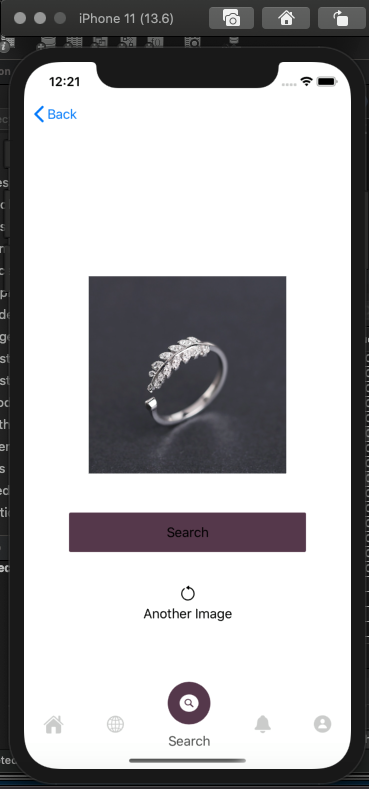 iPhone 11 (13.6)
12:21
Back
Search
Another Image
Search